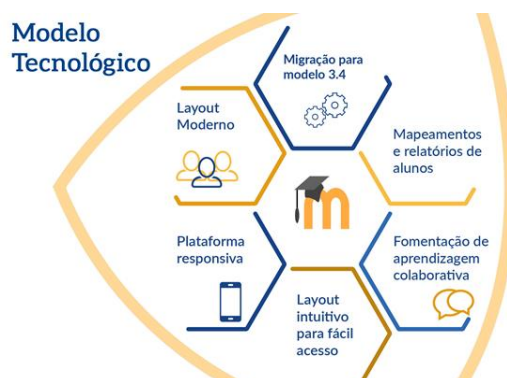 Modelo
Tecnológico
Migração para
modelo 3.4
Layout
Moderno
Mapeamentos
e relatórios de
alunos
m
Plataforma
responsiva
Fomentação de
aprendizagem
colaborativa
Layout
intuitivo
para fácil
acesso